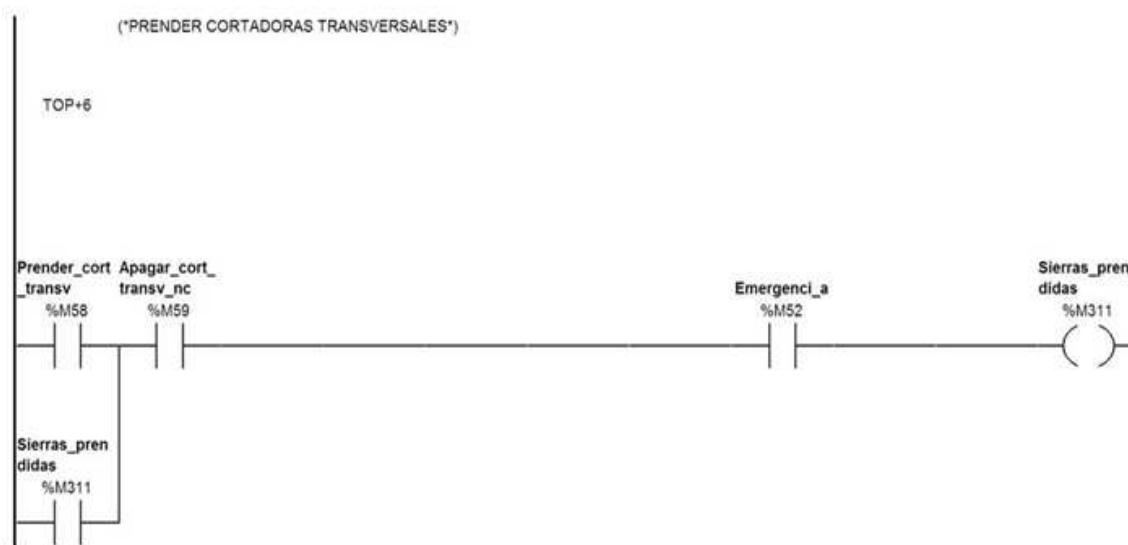 (*PRENDER CORTADORAS TRANSVERSALES*)
TOP+6
Prender_cort
_transv
%M58
Apagar_cort_
transv_nc
%M59
Emergenci_a
%M52
Sierras_pren
didas
%M311
Sierras_pren
didas
%M311